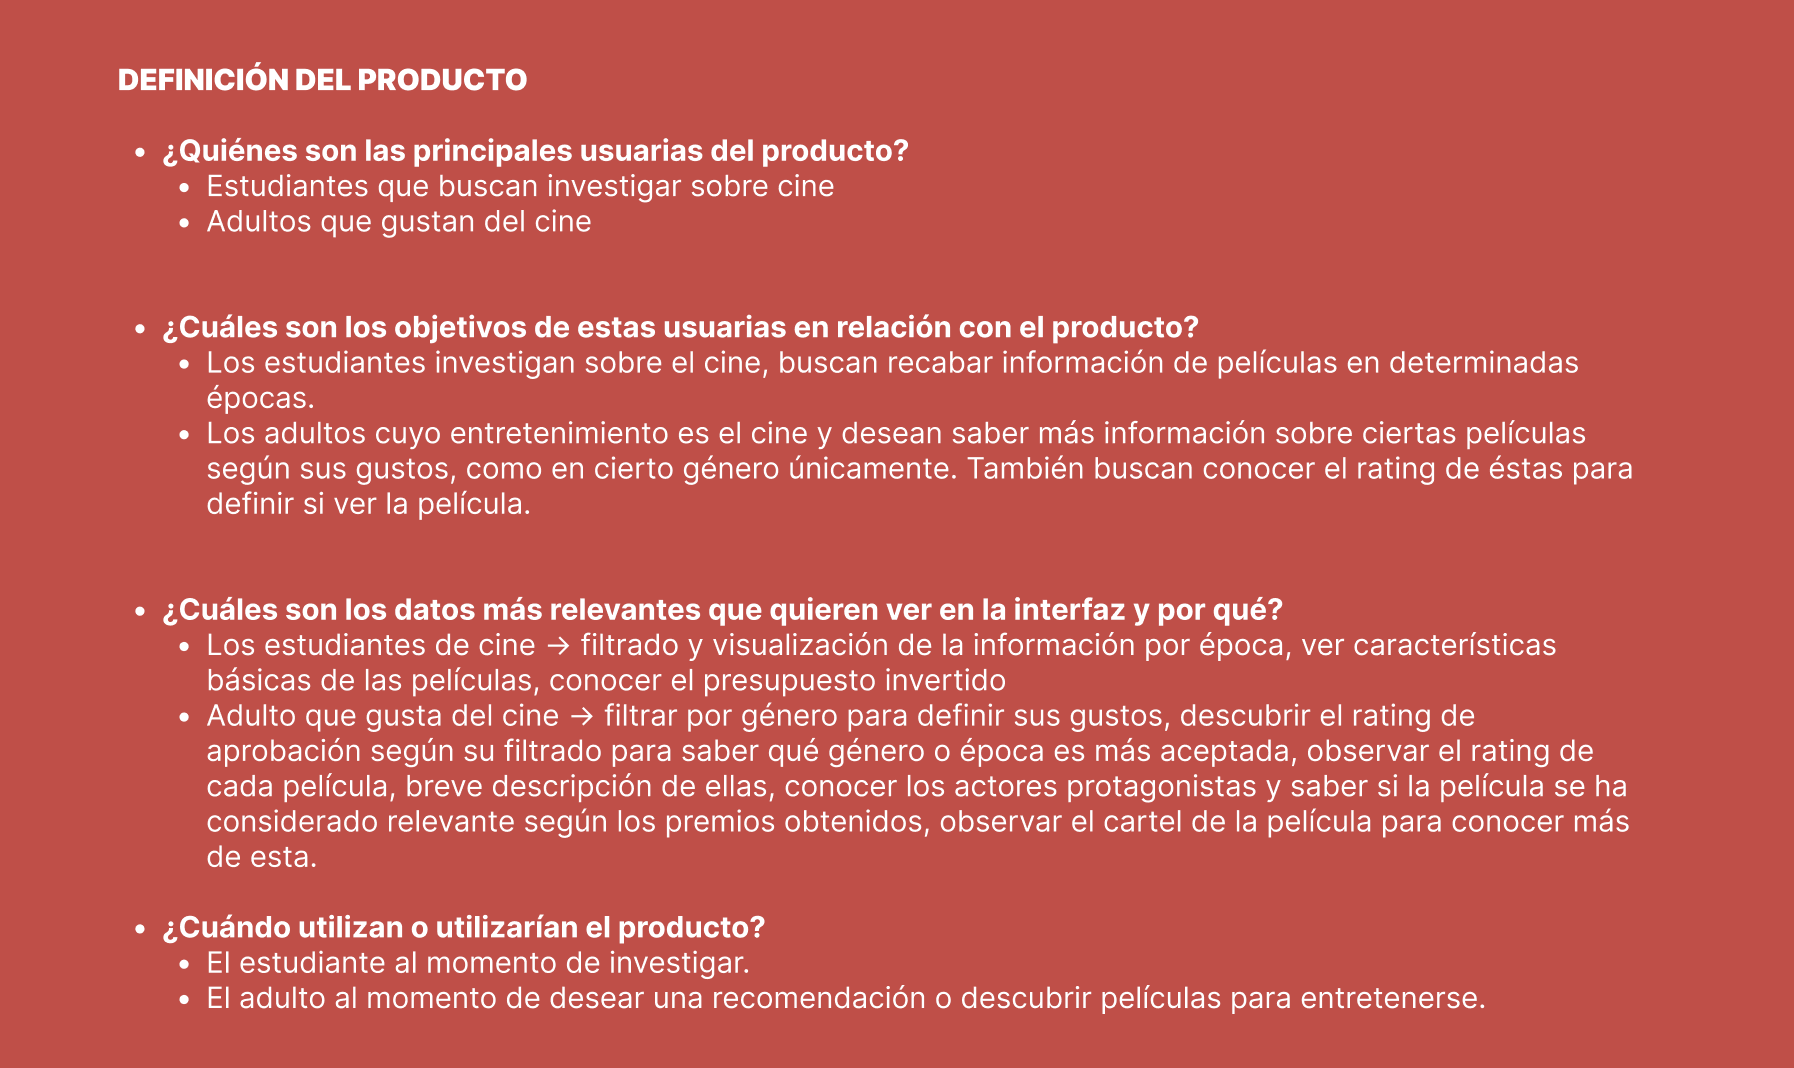 DEFINICIÓN DEL PRODUCTO
• ¿Quiénes son las principales usuarias del producto?
• Estudiantes que buscan investigar sobre cine
• Adultos que gustan del cine
• ¿Cuáles son los objetivos de estas usuarias en relación con el producto?
• Los estudiantes investigan sobre el cine, buscan recabar información de películas en determinadas
épocas.
• Los adultos cuyo entretenimiento es el cine y desean saber más información sobre ciertas películas
según sus gustos, como en cierto género únicamente. También buscan conocer el rating de éstas para
definir si ver la película.
• ¿Cuáles son los datos más relevantes que quieren ver en la interfaz y por qué?
• Los estudiantes de cine → filtrado y visualización de la información por época, ver características
básicas de las películas, conocer el presupuesto invertido
• Adulto que gusta del cine → filtrar por género para definir sus gustos, descubrir el rating de
aprobación según su filtrado para saber qué género o época es más aceptada, observar el rating de
cada película, breve descripción de ellas, conocer los actores protagonistas y saber si la película se ha
considerado relevante según los premios obtenidos, observar el cartel de la película para conocer más
de esta.
• ¿Cuándo utilizan o utilizarían el producto?
• El estudiante al momento de investigar.
• El adulto al momento de desear una recomendación o descubrir películas para entretenerse.